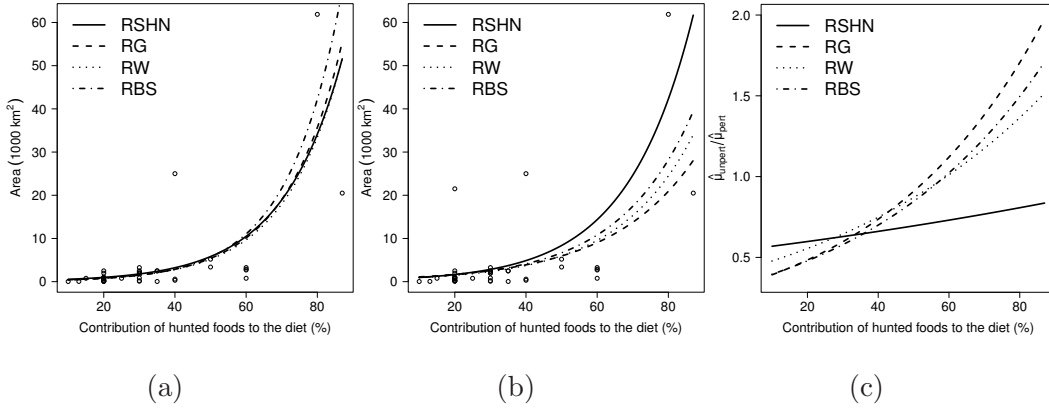 RSHN
RG
RW
RBS
60
50
40
30
20
10
0
Area (1000 km²)
20 40 60 80
Contribution of hunted foods to the diet (%)
(a)
RSHN
RG
RW
RBS
60
50
40
30
20
10
0
Area (1000 km²)
20 40 60 80
Contribution of hunted foods to the diet (%)
(b)
RSHN
RG
RW
RBS
2.0
1.5
1.0
0.5
μ̂unpert/μ̂pert
20 40 60 80
Contribution of hunted foods to the diet (%)
(c)